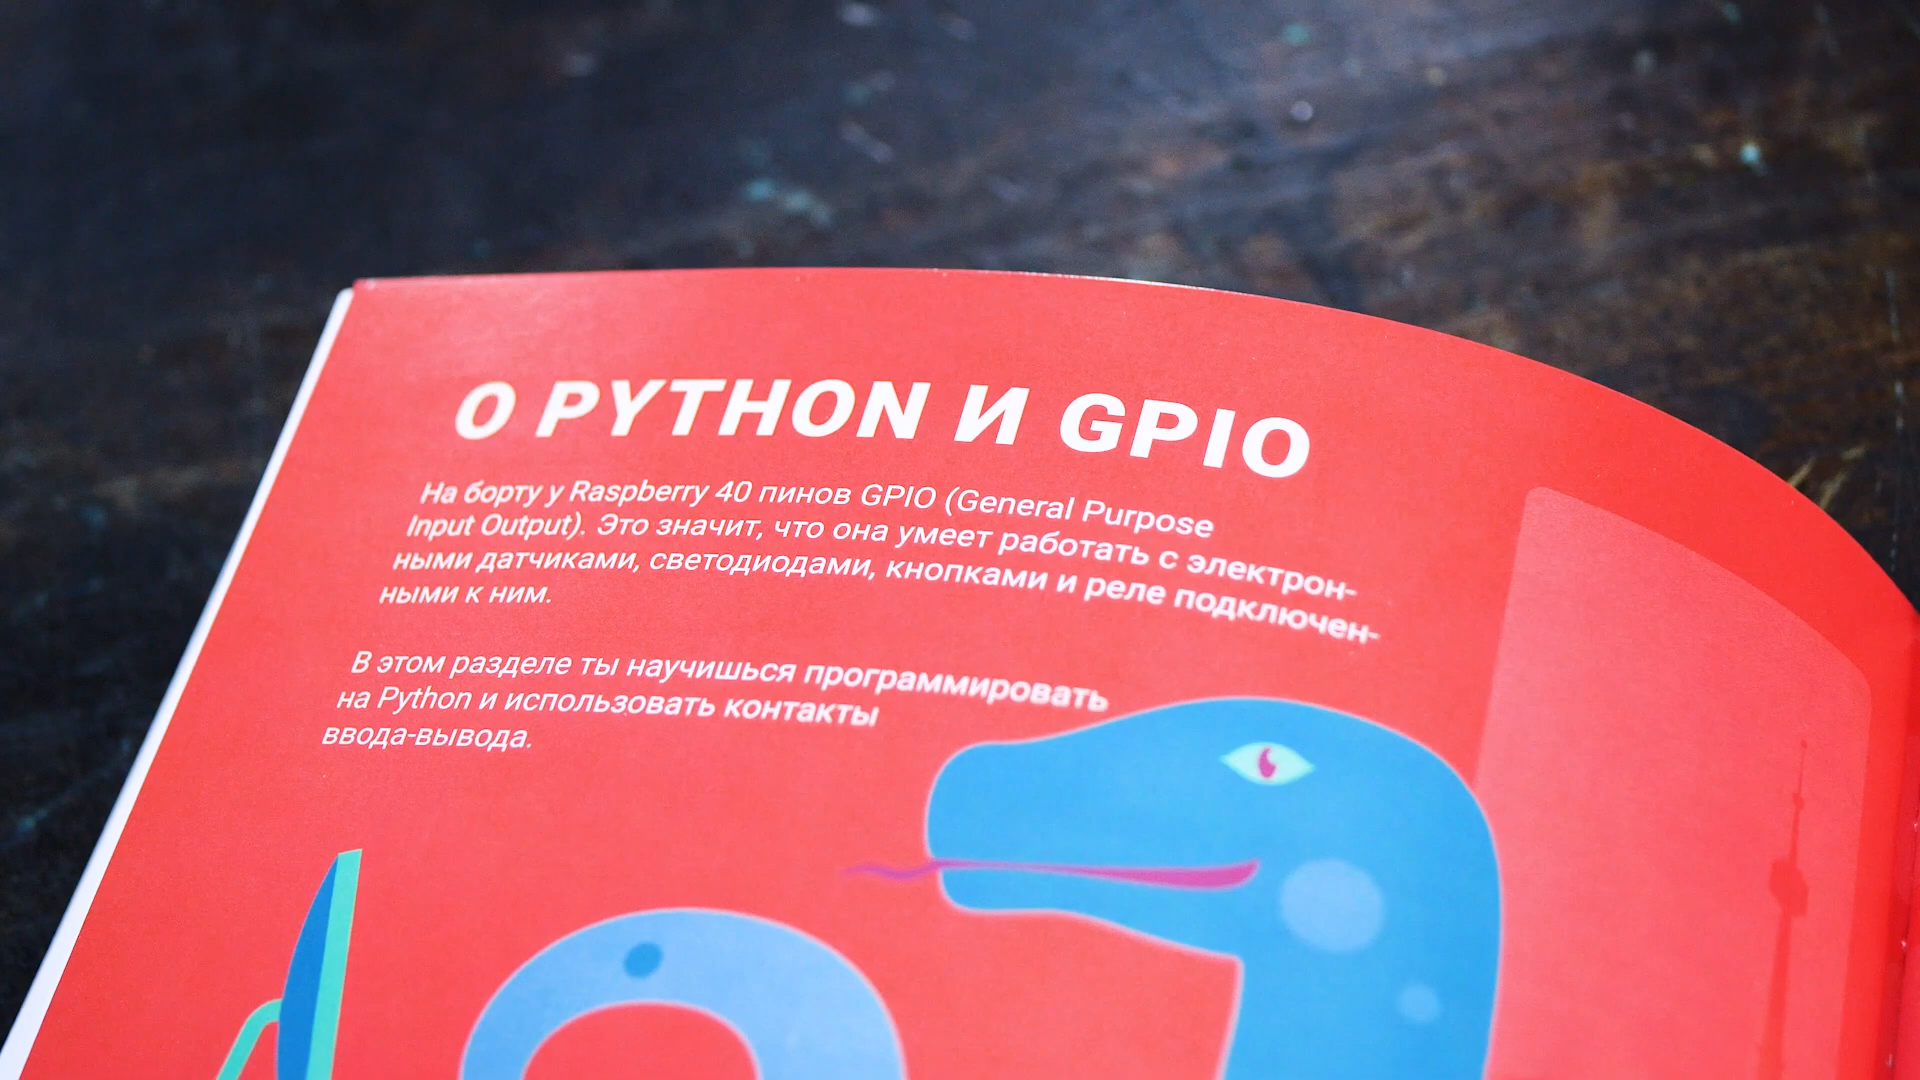 О PYTHON И GPIO
На борту у Raspberry 40 пинов GPIO (General Purpose
Input Output). Это значит, что она умеет работать с электрон-
ными датчиками, светодиодами, кнопками и реле подключен-
ными к ним.
В этом разделе ты научишься программировать
на Python и использовать контакты
ввода-вывода.